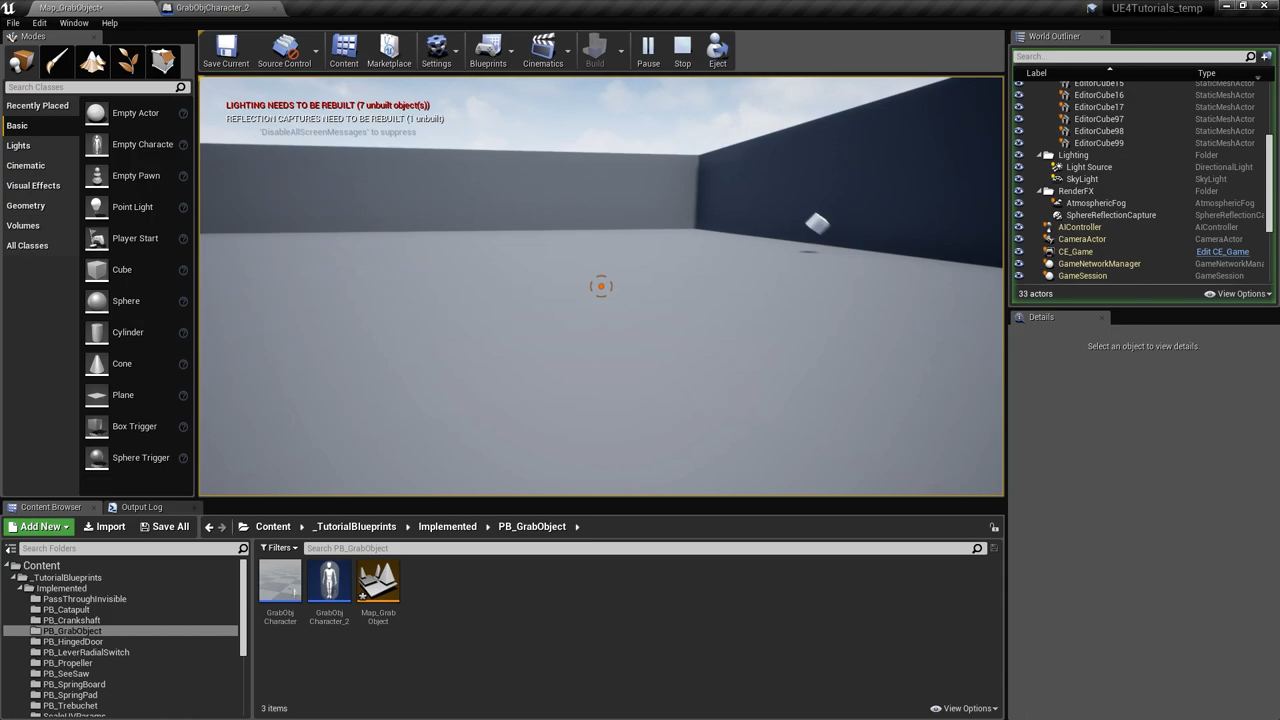 Map_GrabObject*
GrabObjCharacter_2
UE4Tutorials_temp
File Edit Window Help
Modes
Search Classes
Recently Placed
Basic
Lights
Cinematic
Visual Effects
Geometry
Volumes
All Classes
Empty Actor
Empty Characte
Empty Pawn
Point Light
Player Start
Cube
Sphere
Cylinder
Cone
Plane
Box Trigger
Sphere Trigger
Save Current
Source Control
Content
Marketplace
Settings
Blueprints
Cinematics
Build
Pause
Stop
Eject
LIGHTING NEEDS TO BE REBUILT (7 unbuilt object(s))
REFLECTION CAPTURES NEED TO BE REBUILT (1 unbuilt)
'DisableAllScreenMessages' to suppress
World Outliner
Search...
Label Type
EditorCube15 StaticMeshActor
EditorCube16 StaticMeshActor
EditorCube17 StaticMeshActor
EditorCube97 StaticMeshActor
EditorCube98 StaticMeshActor
EditorCube99 StaticMeshActor
Lighting Folder
Light Source DirectionalLight
SkyLight SkyLight
RenderFX Folder
AtmosphericFog AtmosphericFog
SphereReflectionCapture SphereReflectionCa
AIController AIController
CameraActor CameraActor
CE_Game Edit CE_Game
GameNetworkManager GameNetworkMana
GameSession GameSession
33 actors View Options
Details
Select an object to view details.
Content Browser Output Log
Add New Import Save All Content _TutorialBlueprints Implemented PB_GrabObject
Search Folders
Content
_TutorialBlueprints
Implemented
PassThroughInvisible
PB_Catapult
PB_Crankshaft
PB_GrabObject
PB_HingedDoor
PB_LeverRadialSwitch
PB_Propeller
PB_SeeSaw
PB_SpringBoard
PB_SpringPad
PB_Trebuchet
ScaleUVParams
Filters Search PB_GrabObject
GrabObj
Character
GrabObj
Character_2
Map_Grab
Object
3 items View Options